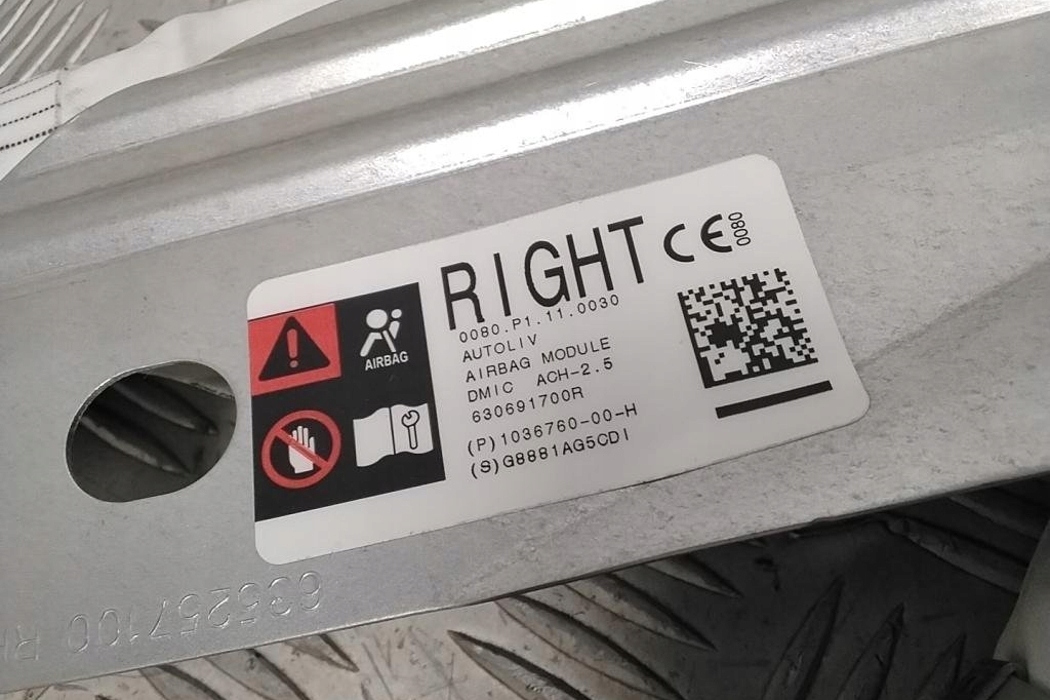 RIGHT CE 0080
0080.P1.11.0030
AUTOLIV
AIRBAG MODULE
DMIC ACH-2.5
630691700R
(P)1036760-00-H
(S)G8881AG5CDI
AIRBAG
635257100